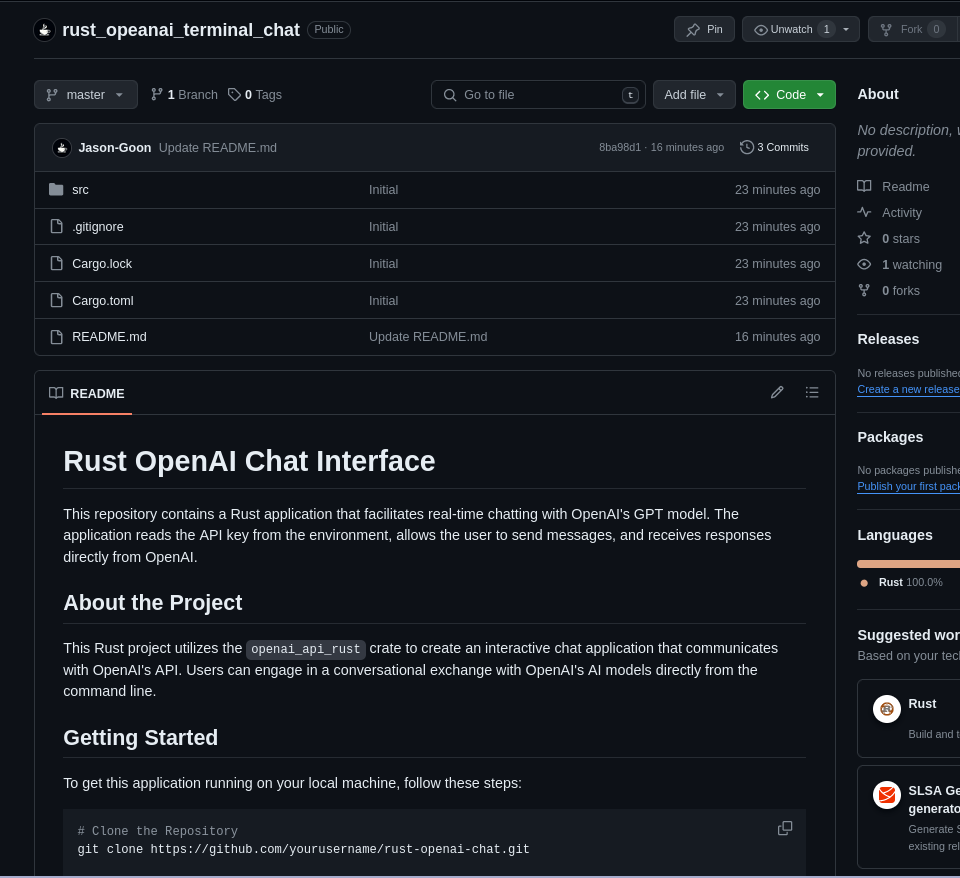 rust_opeanai_terminal_chat Public
Pin
Unwatch 1
Fork 0
master
1 Branch
0 Tags
Go to file t
Add file
Code
Jason-Goon Update README.md 8ba98d1 · 16 minutes ago 3 Commits
src Initial 23 minutes ago
.gitignore Initial 23 minutes ago
Cargo.lock Initial 23 minutes ago
Cargo.toml Initial 23 minutes ago
README.md Update README.md 16 minutes ago
README
Rust OpenAI Chat Interface
This repository contains a Rust application that facilitates real-time chatting with OpenAI's GPT model. The
application reads the API key from the environment, allows the user to send messages, and receives responses
directly from OpenAI.
About the Project
This Rust project utilizes the openai_api_rust crate to create an interactive chat application that communicates
with OpenAI's API. Users can engage in a conversational exchange with OpenAI's AI models directly from the
command line.
Getting Started
To get this application running on your local machine, follow these steps:
# Clone the Repository
git clone https://github.com/yourusername/rust-openai-chat.git
About
No description,
provided.
Readme
Activity
0 stars
1 watching
0 forks
Releases
No releases published
Create a new release
Packages
No packages publishe
Publish your first pack
Languages
Rust 100.0%
Suggested wor
Based on your tec
Rust
Build and t
SLSA Ge
generato
Generate S
existing rel